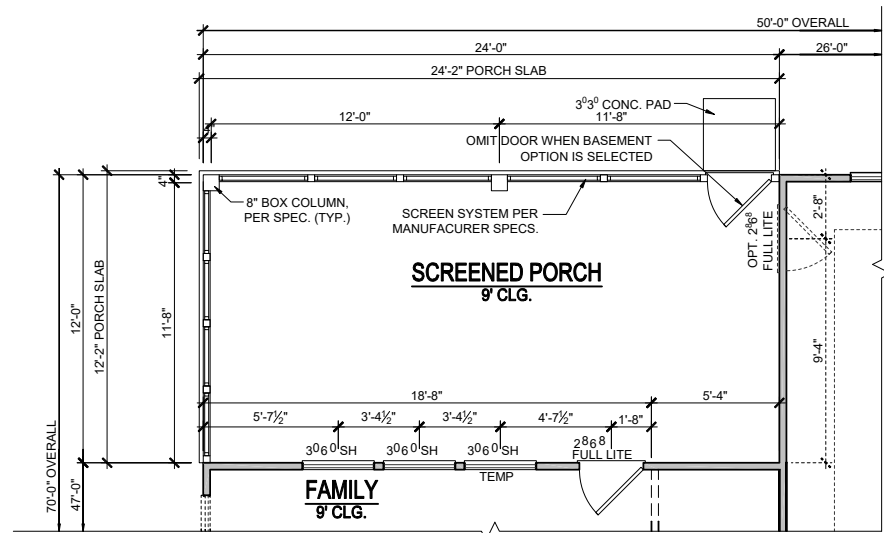 50'-0" OVERALL
24'-0"
26'-0"
24'-2" PORCH SLAB
3⁰3⁰ CONC. PAD
12'-0"
11'-8"
OMIT DOOR WHEN BASEMENT
OPTION IS SELECTED
4"
8" BOX COLUMN,
PER SPEC. (TYP.)
SCREEN SYSTEM PER
MANUFACURER SPECS.
2'-8"
OPT. 2⁸6⁸
FULL LITE
SCREENED PORCH
9' CLG.
12'-0"
12'-2" PORCH SLAB
11'-8"
9'-4"
18'-8"
5'-4"
5'-7½"
3'-4½"
3'-4½"
4'-7½"
1'-8"
3⁰6⁰SH
3⁰6⁰SH
3⁰6⁰SH
2⁸6⁸
FULL LITE
TEMP
70'-0" OVERALL
47'-0"
FAMILY
9' CLG.